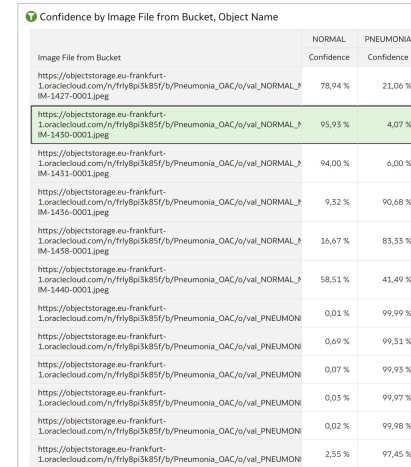 Confidence by Image File from Bucket, Object Name
NORMAL PNEUMONIA
Image File from Bucket Confidence Confidence
https://objectstorage.eu-frankfurt-
1.oraclecloud.com/n/frly8pi3k85f/b/Pneumonia_OAC/o/val_NORMAL_N 78,94 % 21,06 %
IM-1427-0001.jpeg
https://objectstorage.eu-frankfurt-
1.oraclecloud.com/n/frly8pi3k85f/b/Pneumonia_OAC/o/val_NORMAL_N 95,93 % 4,07 %
IM-1430-0001.jpeg
https://objectstorage.eu-frankfurt-
1.oraclecloud.com/n/frly8pi3k85f/b/Pneumonia_OAC/o/val_NORMAL_N 94,00 % 6,00 %
IM-1431-0001.jpeg
https://objectstorage.eu-frankfurt-
1.oraclecloud.com/n/frly8pi3k85f/b/Pneumonia_OAC/o/val_NORMAL_N 9,32 % 90,68 %
IM-1436-0001.jpeg
https://objectstorage.eu-frankfurt-
1.oraclecloud.com/n/frly8pi3k85f/b/Pneumonia_OAC/o/val_NORMAL_N 16,67 % 83,33 %
IM-1438-0001.jpeg
https://objectstorage.eu-frankfurt-
1.oraclecloud.com/n/frly8pi3k85f/b/Pneumonia_OAC/o/val_NORMAL_N 58,51 % 41,49 %
IM-1440-0001.jpeg
https://objectstorage.eu-frankfurt-
1.oraclecloud.com/n/frly8pi3k85f/b/Pneumonia_OAC/o/val_PNEUMONI 0,01 % 99,99 %
https://objectstorage.eu-frankfurt-
1.oraclecloud.com/n/frly8pi3k85f/b/Pneumonia_OAC/o/val_PNEUMONI 0,69 % 99,31 %
https://objectstorage.eu-frankfurt-
1.oraclecloud.com/n/frly8pi3k85f/b/Pneumonia_OAC/o/val_PNEUMONI 0,07 % 99,93 %
https://objectstorage.eu-frankfurt-
1.oraclecloud.com/n/frly8pi3k85f/b/Pneumonia_OAC/o/val_PNEUMONI 0,03 % 99,97 %
https://objectstorage.eu-frankfurt-
1.oraclecloud.com/n/frly8pi3k85f/b/Pneumonia_OAC/o/val_PNEUMONI 0,02 % 99,98 %
https://objectstorage.eu-frankfurt-
1.oraclecloud.com/n/frly8pi3k85f/b/Pneumonia_OAC/o/val_PNEUMONI 2,55 % 97,45 %